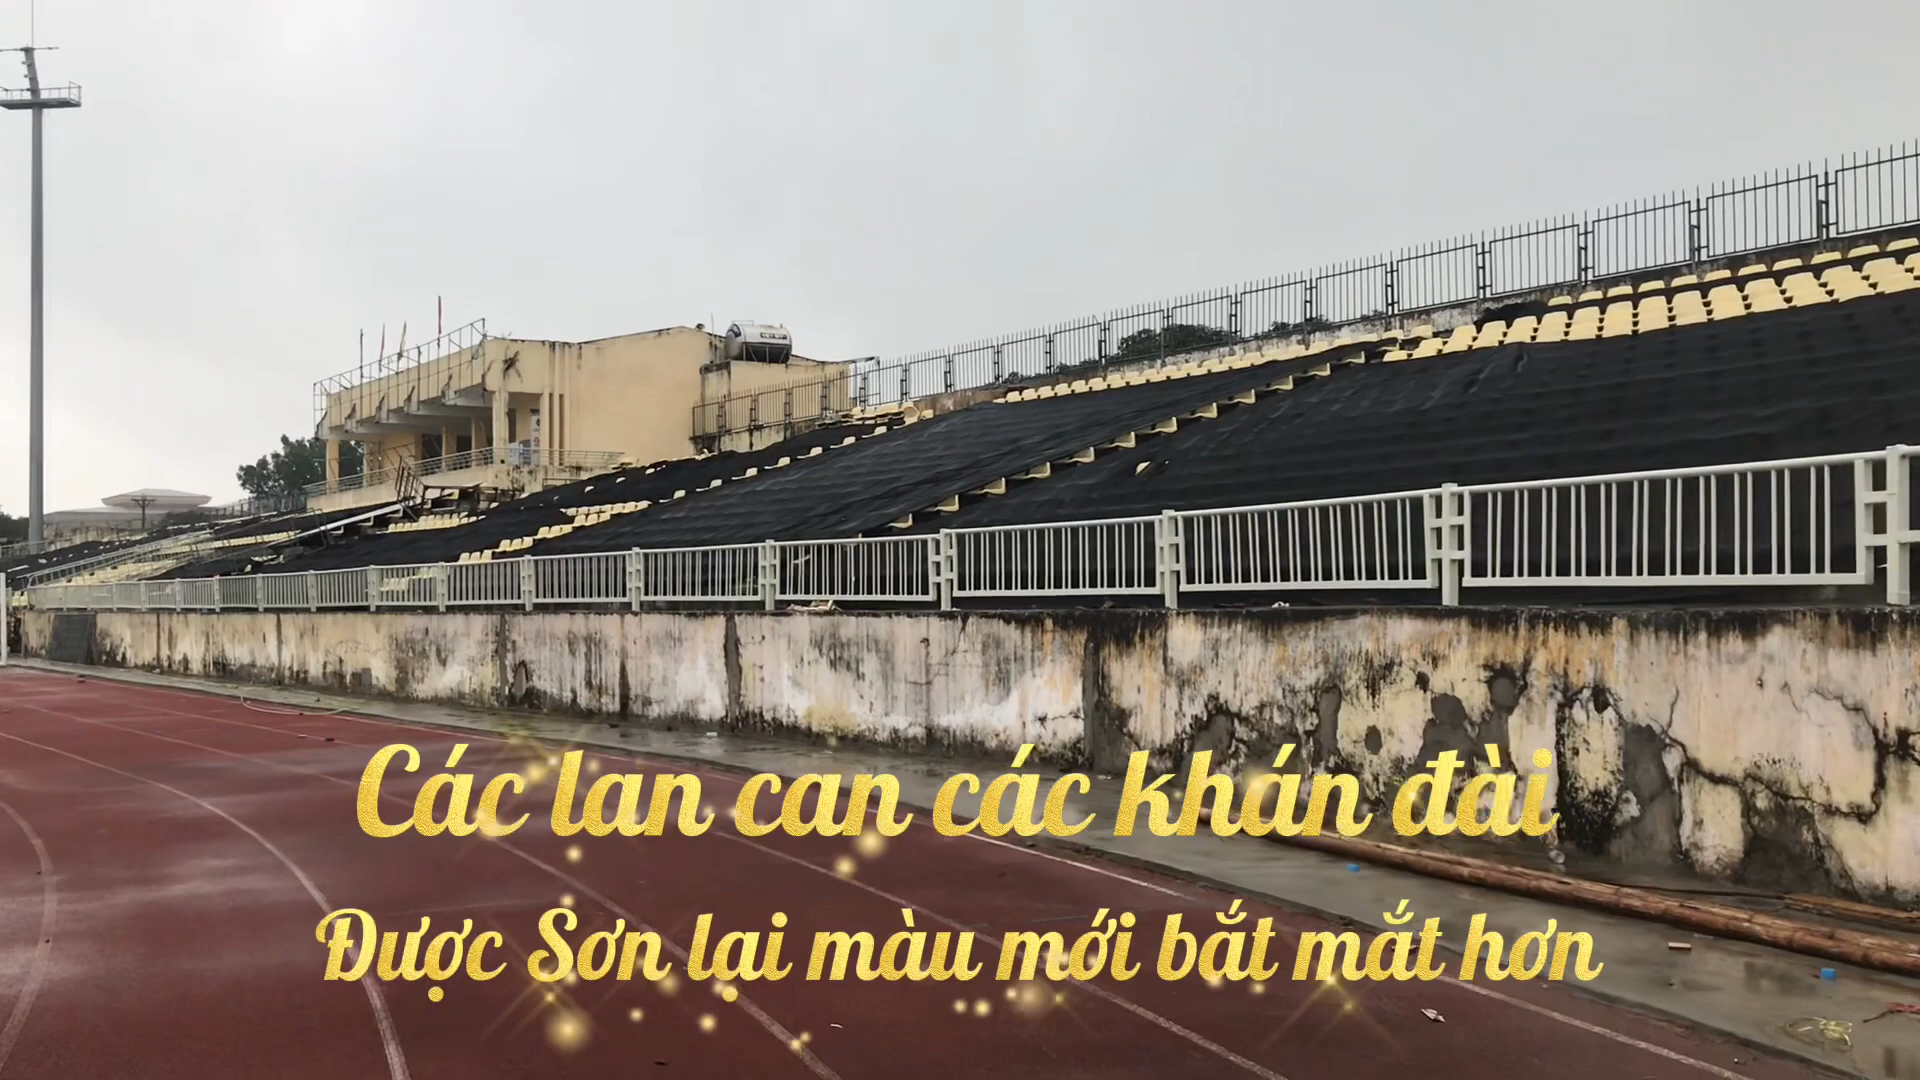 Các lan can các khán đài
Được Sơn lại màu mới bắt mắt hơn